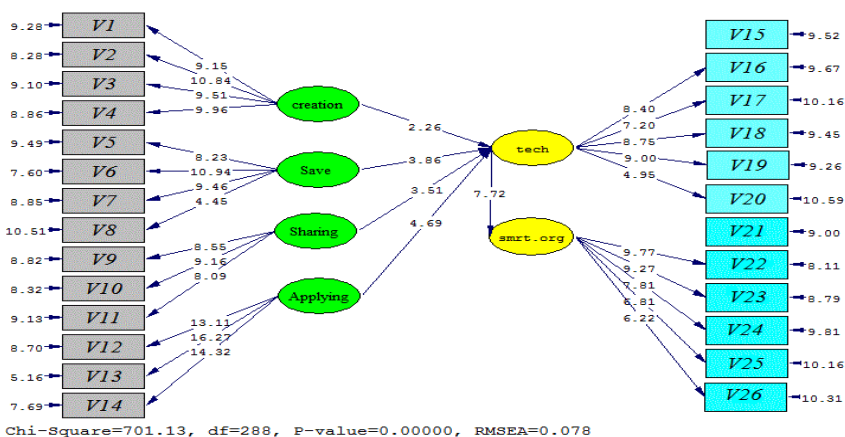 9.28 V1
8.28 V2
9.10 V3
8.86 V4
9.49 V5
7.60 V6
8.85 V7
10.51 V8
8.82 V9
8.32 V10
9.13 V11
8.70 V12
5.16 V13
7.69 V14
9.15
10.84
9.51
9.96
8.23
10.94
9.46
4.45
8.55
9.16
8.09
13.11
16.27
14.32
creation
Save
Sharing
Applying
2.26
3.86
3.51
4.69
tech
7.72
smrt.org
8.40
7.20
8.75
9.00
4.95
9.77
9.27
7.81
6.81
6.22
V15 9.52
V16 9.67
V17 10.16
V18 9.45
V19 9.26
V20 10.59
V21 9.00
V22 8.11
V23 8.79
V24 9.81
V25 10.16
V26 10.31
Chi-Square=701.13, df=288, P-value=0.00000, RMSEA=0.078